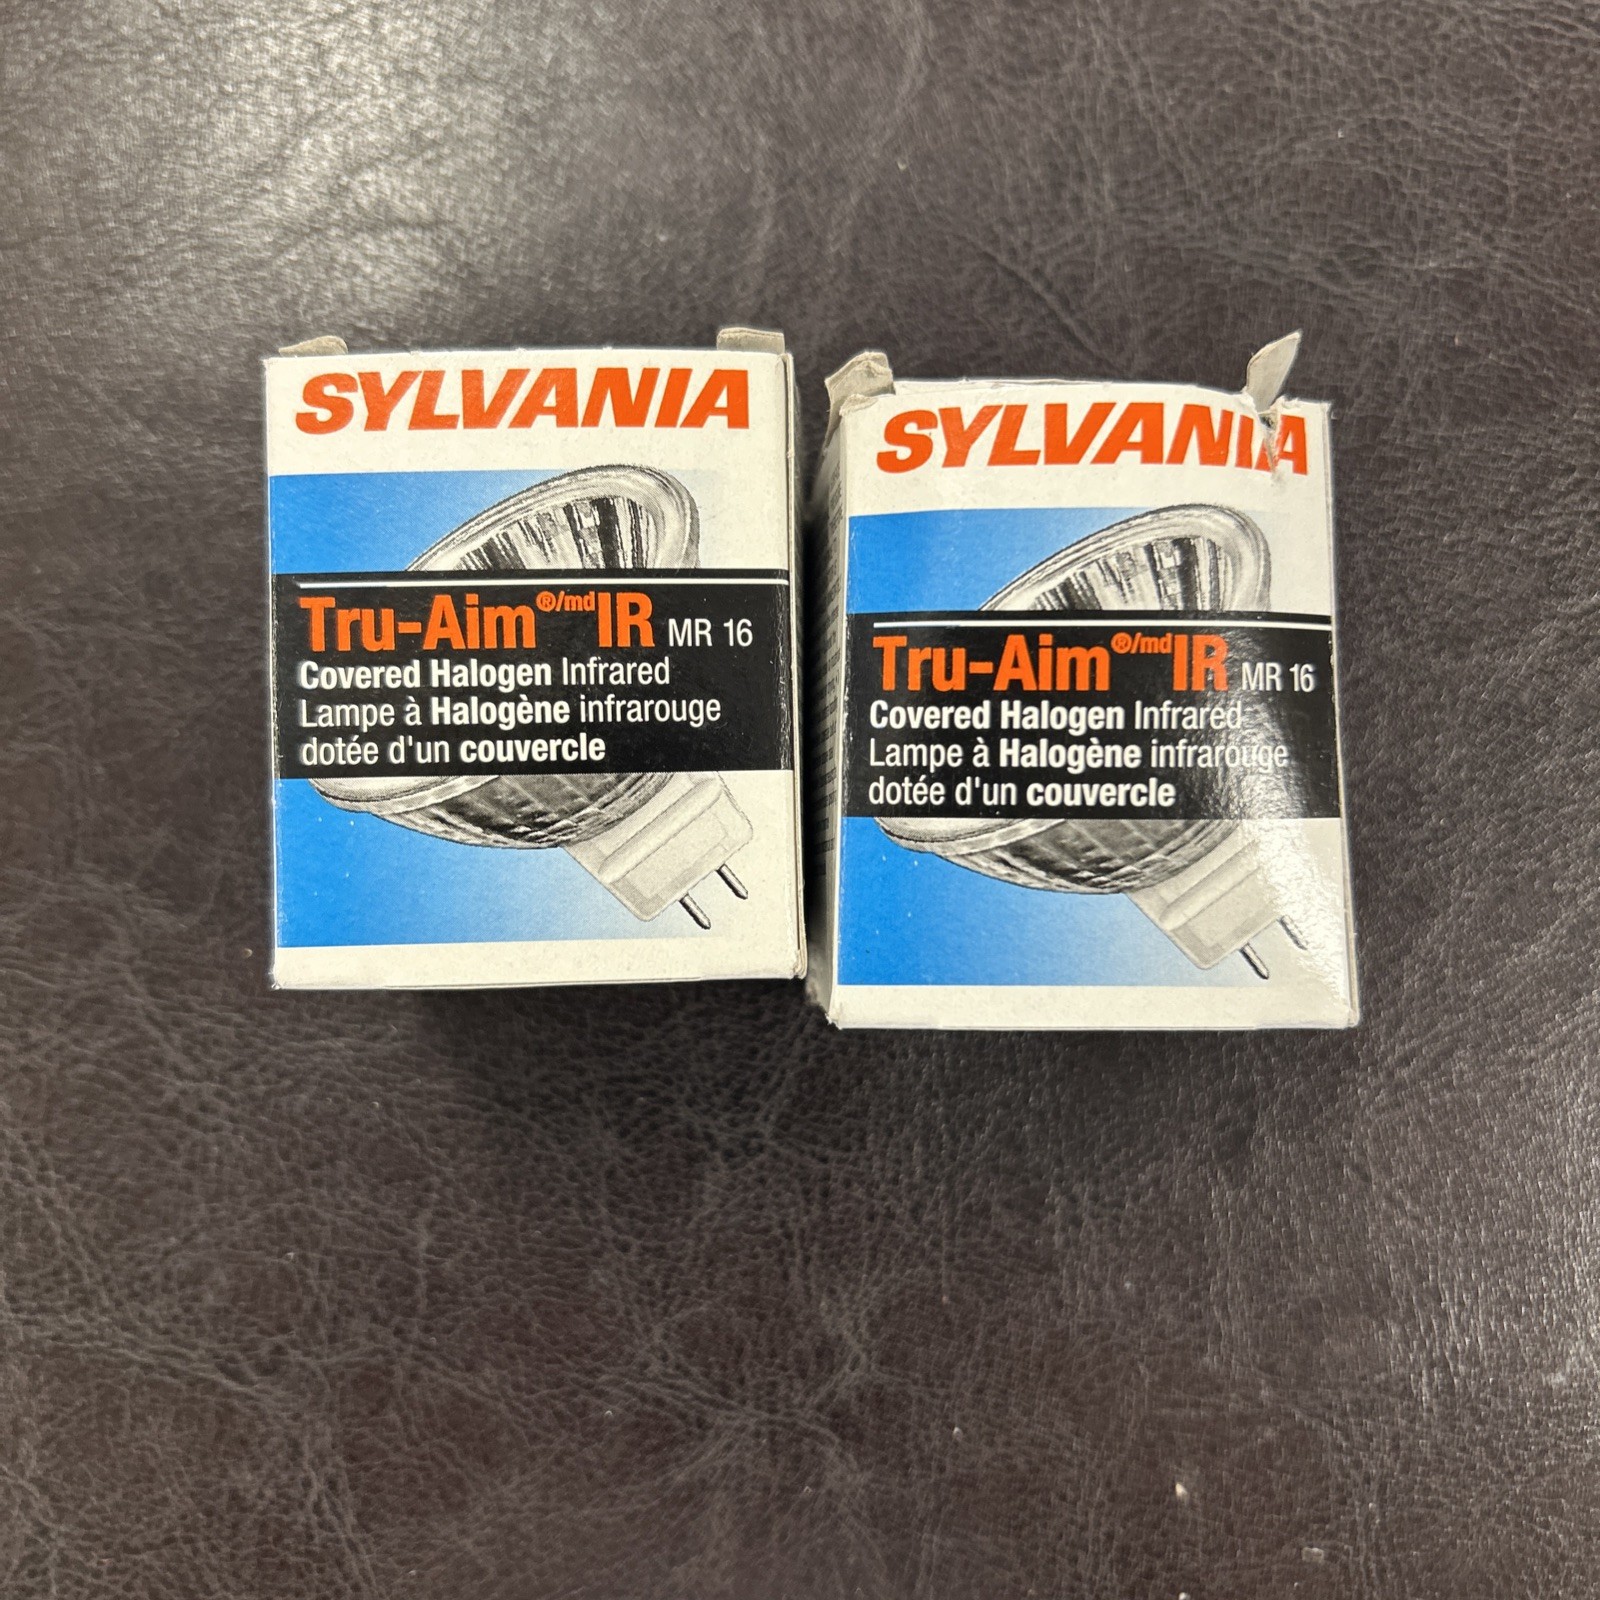 SYLVANIA
Tru-Aim®/md IR MR 16
Covered Halogen Infrared
Lampe à Halogène infrarouge
dotée d'un couvercle
SYLVANIA
Tru-Aim®/md IR MR 16
Covered Halogen Infrared
Lampe à Halogène infrarouge
dotée d'un couvercle